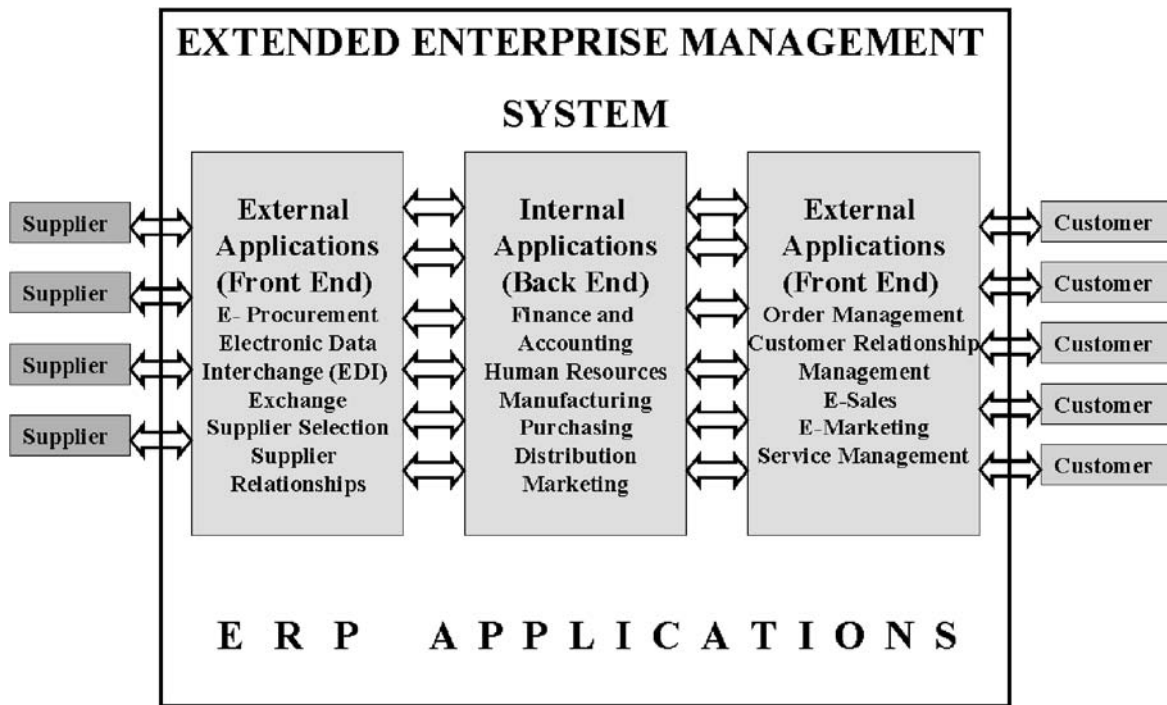 EXTENDED ENTERPRISE MANAGEMENT
SYSTEM
Supplier
Supplier
Supplier
Supplier
External
Applications
(Front End)
E- Procurement
Electronic Data
Interchange (EDI)
Exchange
Supplier Selection
Supplier
Relationships
Internal
Applications
(Back End)
Finance and
Accounting
Human Resources
Manufacturing
Purchasing
Distribution
Marketing
External
Applications
(Front End)
Order Management
Customer Relationship
Management
E-Sales
E-Marketing
Service Management
Customer
Customer
Customer
Customer
Customer
E R P A P P L I C A T I O N S